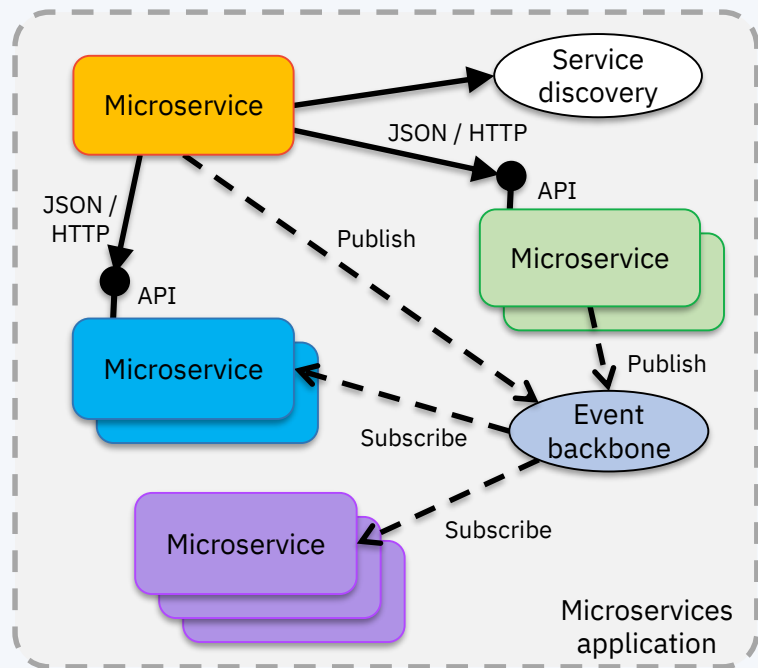 Service
discovery
Microservice
JSON / HTTP
API
JSON /
HTTP
Publish
Microservice
API
Microservice
Publish
Event
backbone
Subscribe
Subscribe
Microservice
Microservices
application